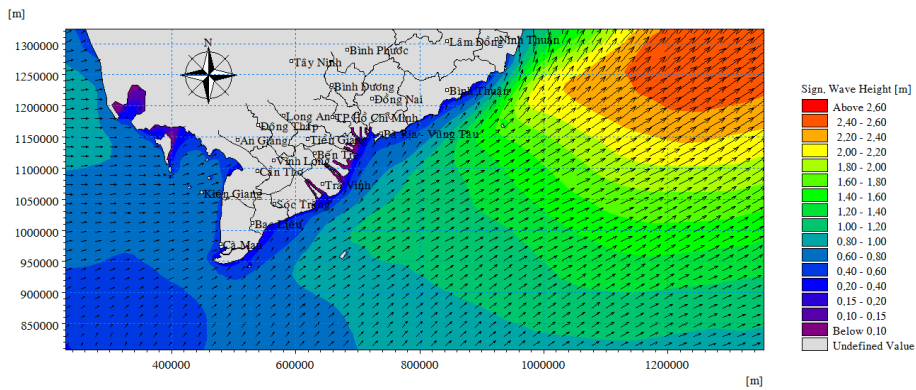 [m]
1300000
1250000
1200000
1150000
1100000
1050000
1000000
950000
900000
850000
400000
600000
800000
1000000
1200000
[m]
N
Lâm Đồng
Ninh Thuận
Bình Phước
Tây Ninh
Bình Dương
Bình Thuận
Đồng Nai
Long An
TP.Hồ Chí Minh
Đồng Tháp
Bà Rịa - Vũng Tàu
An Giang
Tiền Giang
Bến Tre
Vĩnh Long
Cần Thơ
Trà Vinh
Kiên Giang
Sóc Trăng
Bạc Liêu
Cà Mau
Sign. Wave Height [m]
Above 2,60
2,40 - 2,60
2,20 - 2,40
2,00 - 2,20
1,80 - 2,00
1,60 - 1,80
1,40 - 1,60
1,20 - 1,40
1,00 - 1,20
0,80 - 1,00
0,60 - 0,80
0,40 - 0,60
0,20 - 0,40
0,15 - 0,20
0,10 - 0,15
Below 0,10
Undefined Value